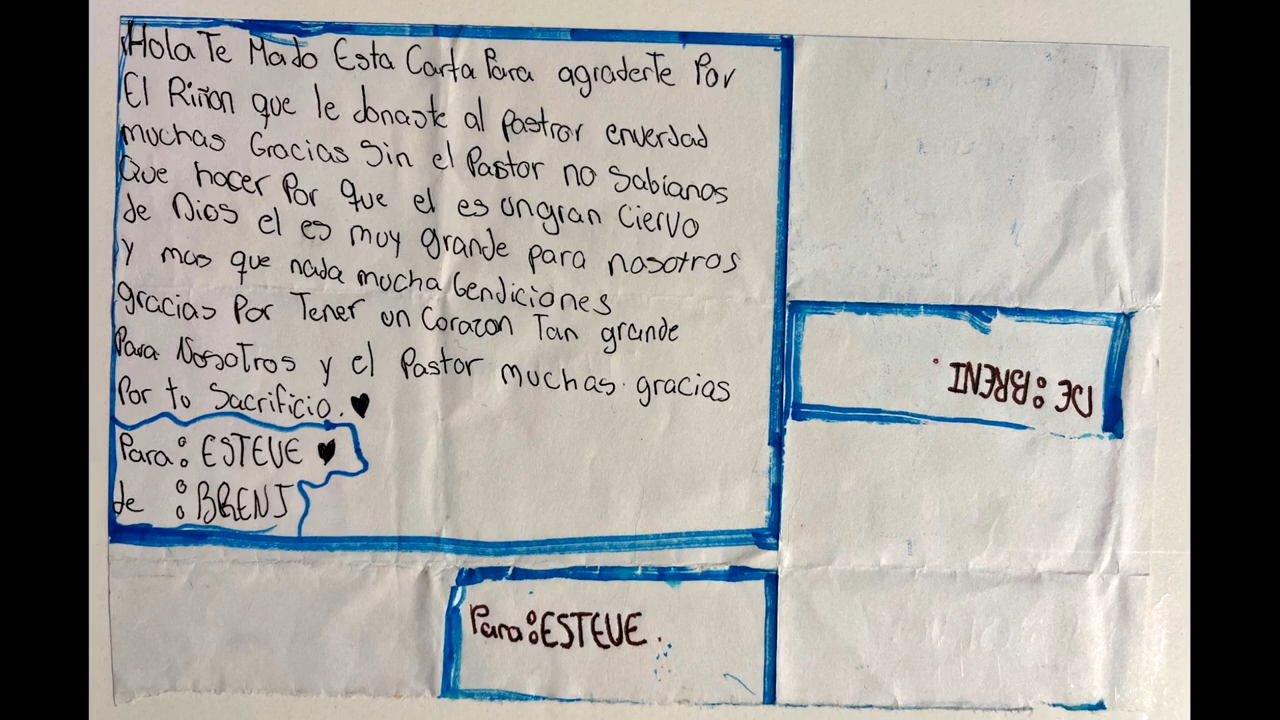 Hola Te Mado Esta Carta Para agraderte Por
El Riñon que le donaste al pastror enverdad
muchas Gracias Sin el Pastor no Sabianos
Que hacer Por que el es un gran Ciervo
de Dios el es muy grande para nosotros
y mas que nada mucha bendiciones
gracias Por Tener un Corazon Tan grande
Para Nosotros y el Pastor muchas gracias
Por tu Sacrificio. ♥
Para: ESTEVE ♥
de : BRENI
DE: BRENI .
Para: ESTEVE .